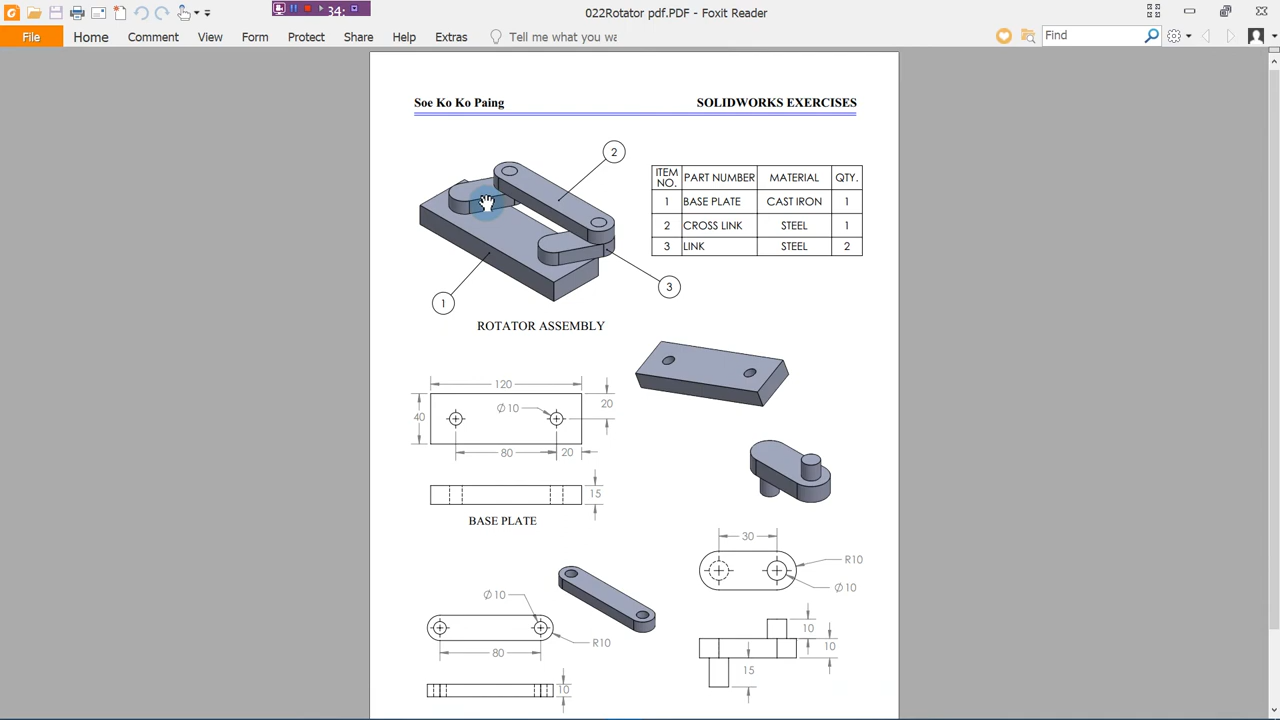 34:
022Rotator pdf.PDF - Foxit Reader
File Home Comment View Form Protect Share Help Extras Tell me what you wa Find
Soe Ko Ko Paing SOLIDWORKS EXERCISES
2
ITEM NO. PART NUMBER MATERIAL QTY.
1 BASE PLATE CAST IRON 1
2 CROSS LINK STEEL 1
3 LINK STEEL 2
3
1
ROTATOR ASSEMBLY
120
20
40 Ø10
80 20
15
BASE PLATE
30
R10
Ø10
Ø10
10
R10
10
80
15
10